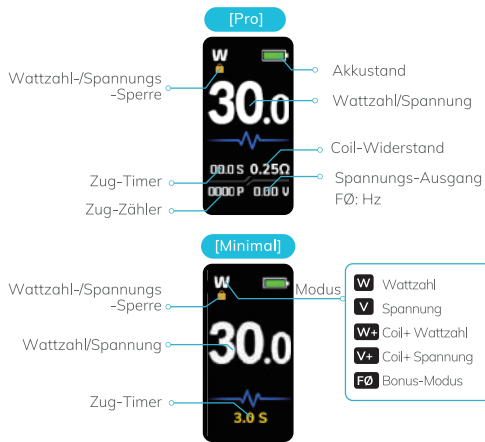 [Pro]
W
Wattzahl-/Spannungs
-Sperre
Akkustand
30.0
Wattzahl/Spannung
Coil-Widerstand
00.0 S 0.25Ω
Zug-Timer
Spannungs-Ausgang
0000 P 0.00 V
FØ: Hz
Zug-Zähler
[Minimal]
W
Modus
Wattzahl-/Spannungs
-Sperre
30.0
Wattzahl/Spannung
Zug-Timer
3.0 S
W Wattzahl
V Spannung
W+ Coil+ Wattzahl
V+ Coil+ Spannung
FØ Bonus-Modus